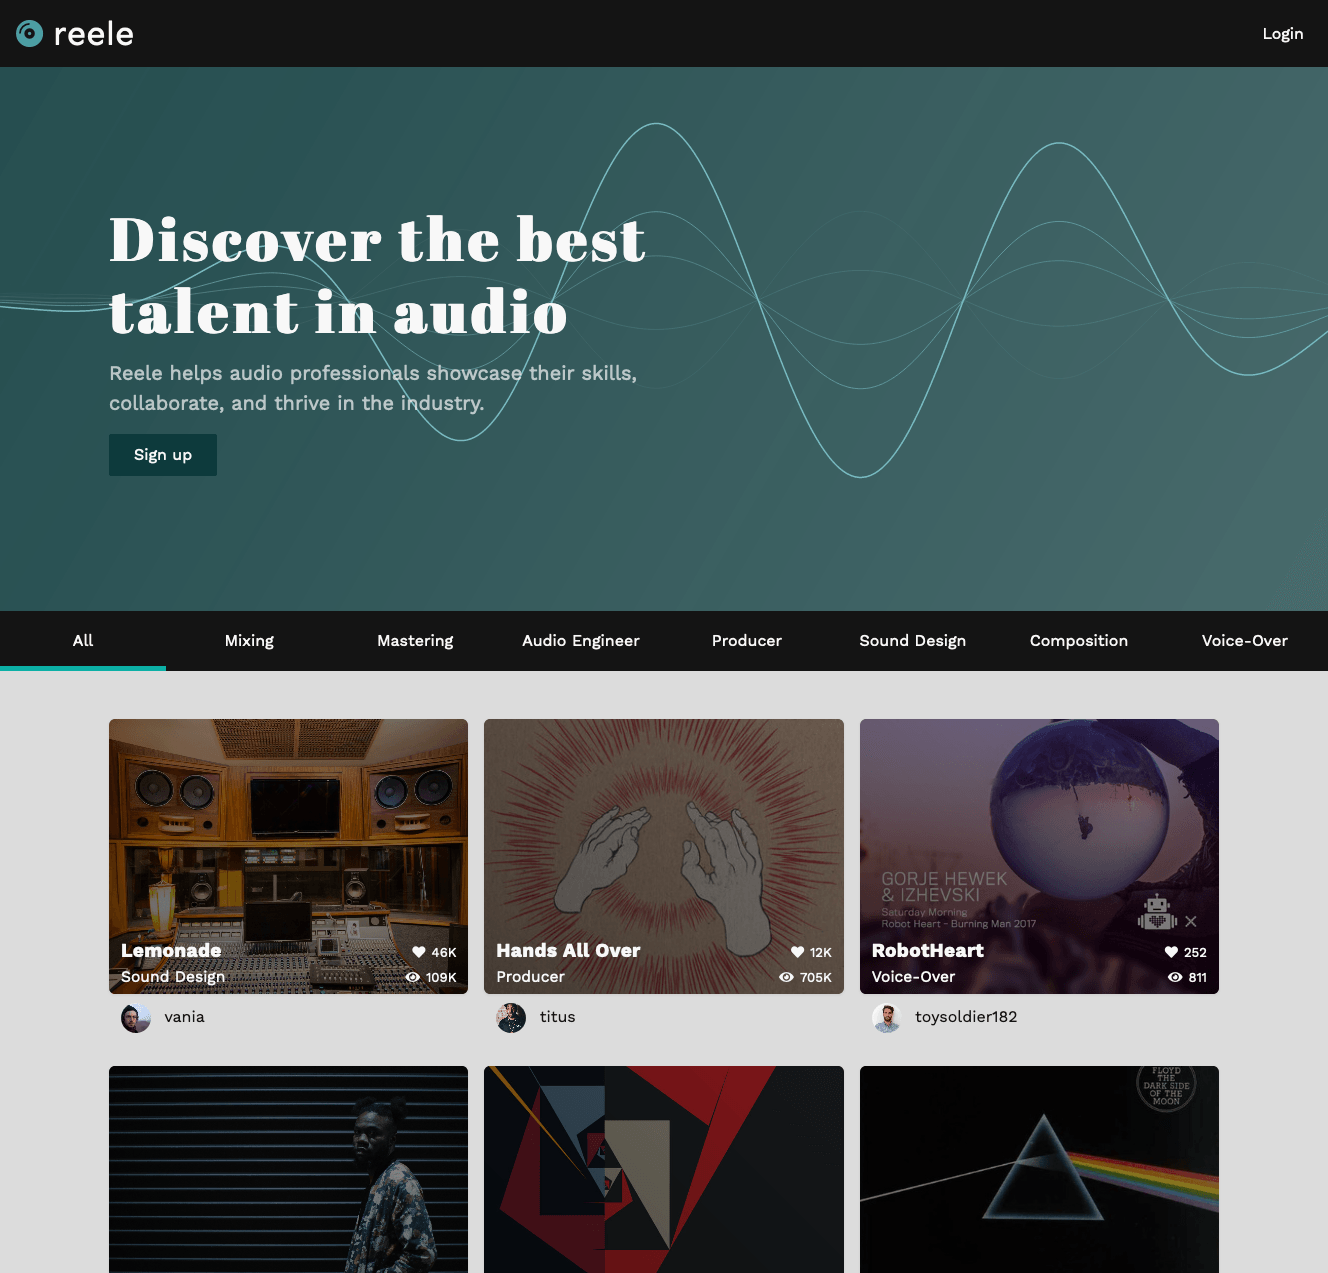 reele
Login
Discover the best
talent in audio
Reele helps audio professionals showcase their skills,
collaborate, and thrive in the industry.
Sign up
All
Mixing
Mastering
Audio Engineer
Producer
Sound Design
Composition
Voice-Over
Lemonade
46K
Sound Design
109K
vania
Hands All Over
12K
Producer
705K
titus
GORJE HEWEK
& IZHEVSKI
Saturday Morning
Robot Heart - Burning Man 2017
RobotHeart
252
Voice-Over
811
toysoldier182
FLOYD
THE
DARK SIDE
OF THE
MOON